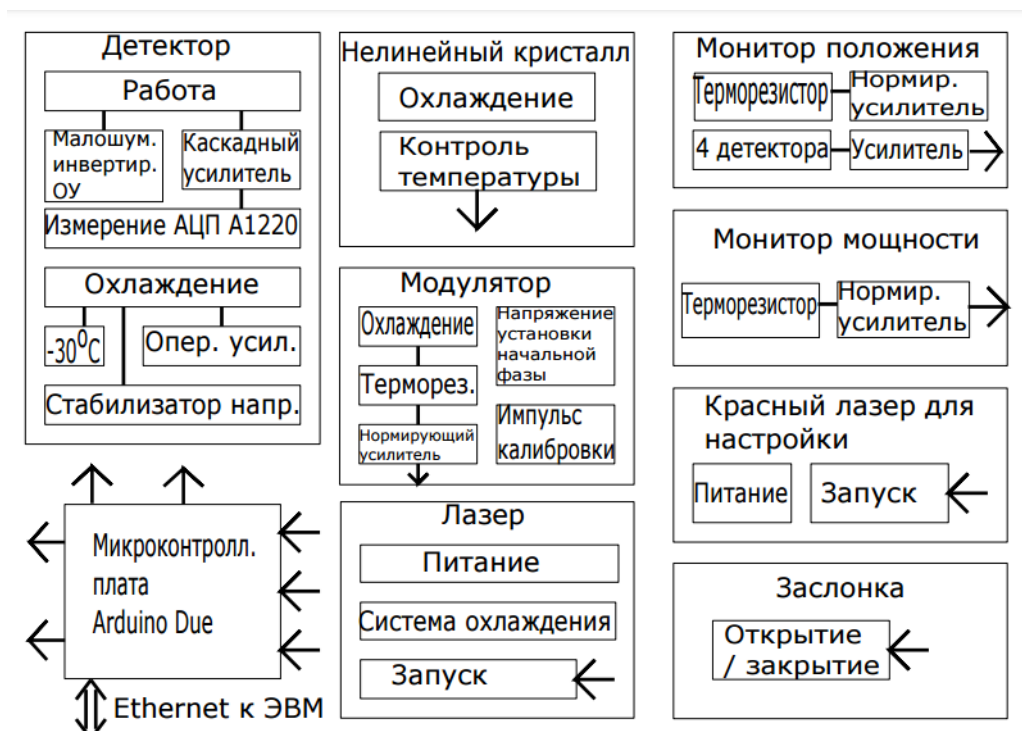 Детектор
Работа
Малошум.
инвертир.
ОУ
Каскадный
усилитель
Измерение АЦП А1220
Охлаждение
-30⁰С
Опер. усил.
Стабилизатор напр.
Микроконтролл.
плата
Arduino Due
Ethernet к ЭВМ
Нелинейный кристалл
Охлаждение
Контроль
температуры
Модулятор
Охлаждение
Терморез.
Нормирующий
усилитель
Напряжение
установки
начальной
фазы
Импульс
калибровки
Лазер
Питание
Система охлаждения
Запуск
Монитор положения
Терморезистор
Нормир.
усилитель
4 детектора
Усилитель
Монитор мощности
Терморезистор
Нормир.
усилитель
Красный лазер для
настройки
Питание
Запуск
Заслонка
Открытие
/ закрытие